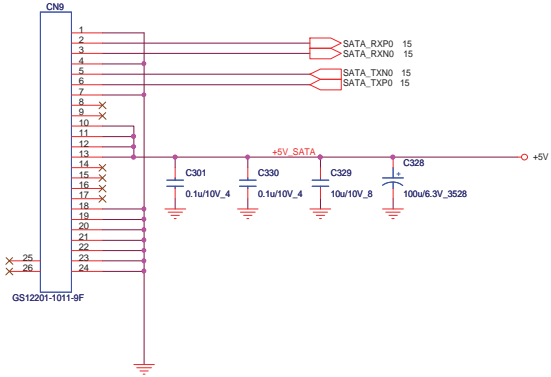 CN9
1
2
3
4
5
6
7
8
9
10
11
12
13
14
15
16
17
18
19
20
21
22
23
24
25
26
GS12201-1011-9F
SATA_RXP0 15
SATA_RXN0 15
SATA_TXN0 15
SATA_TXP0 15
+5V_SATA
+5V
C301
0.1u/10V_4
C330
0.1u/10V_4
C329
10u/10V_8
C328
+
100u/6.3V_3528